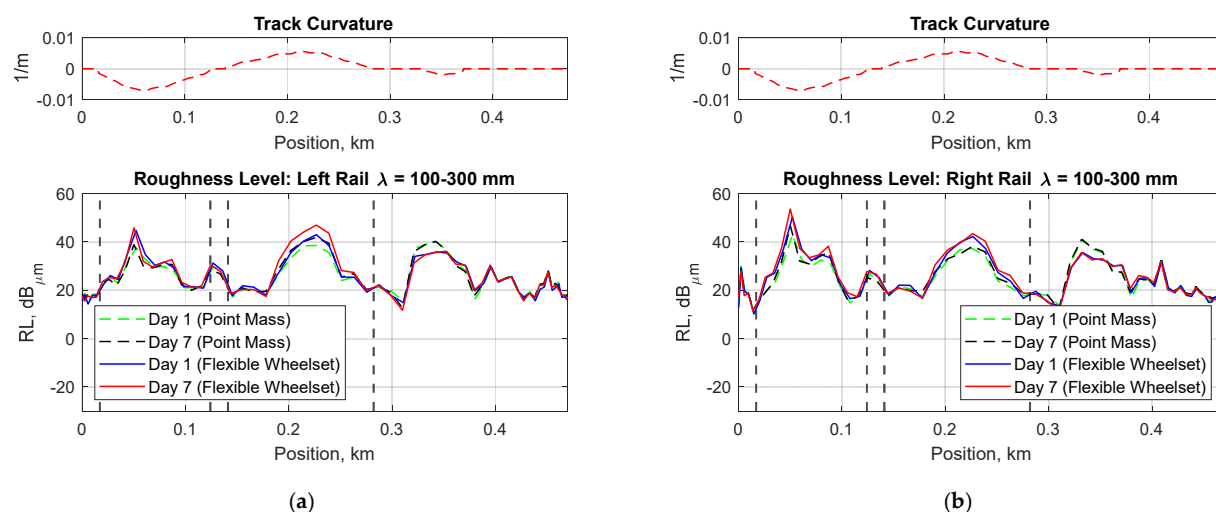 Track Curvature
0.01
0
-0.01
1/m
0 0.1 0.2 0.3 0.4
Position, km
Roughness Level: Left Rail λ = 100-300 mm
60
40
20
0
-20
RL, dB μm
Day 1 (Point Mass)
Day 7 (Point Mass)
Day 1 (Flexible Wheelset)
Day 7 (Flexible Wheelset)
0 0.1 0.2 0.3 0.4
Position, km
(a)
Track Curvature
0.01
0
-0.01
1/m
0 0.1 0.2 0.3 0.4
Position, km
Roughness Level: Right Rail λ = 100-300 mm
60
40
20
0
-20
RL, dB μm
Day 1 (Point Mass)
Day 7 (Point Mass)
Day 1 (Flexible Wheelset)
Day 7 (Flexible Wheelset)
0 0.1 0.2 0.3 0.4
Position, km
(b)